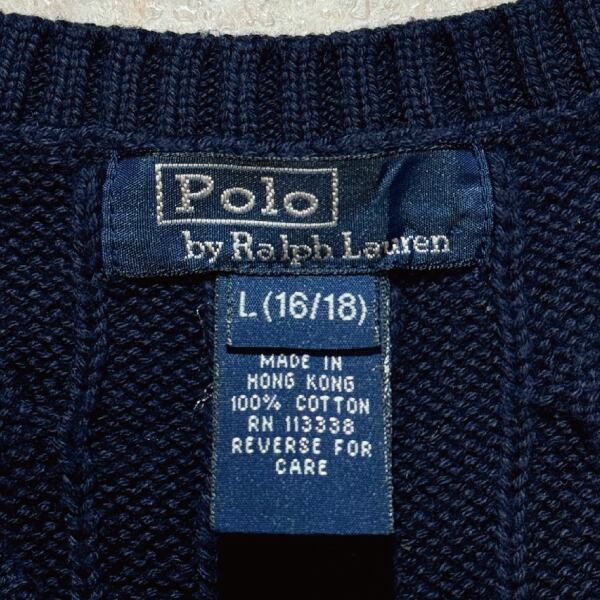 Polo
by Ralph Lauren
L (16/18)
MADE IN
HONG KONG
100% COTTON
RN 113338
REVERSE FOR
CARE